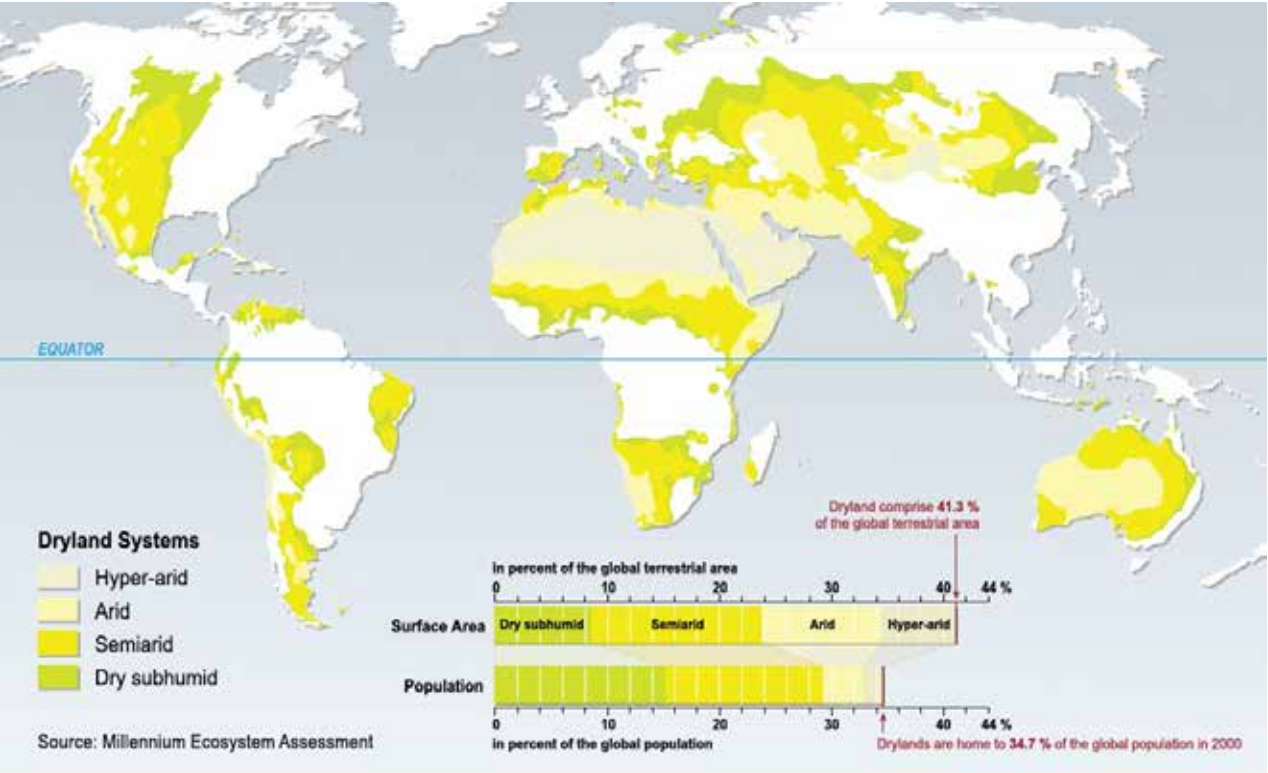 EQUATOR
Dryland Systems
Hyper-arid
Arid
Semiarid
Dry subhumid
Source: Millennium Ecosystem Assessment
Dryland comprise 41.3 %
of the global terrestrial area
in percent of the global terrestrial area
0 10 20 30 40 44 %
Surface Area Dry subhumid Semiarid Arid Hyper-arid
Population
0 10 20 30 40 44 %
in percent of the global population
Drylands are home to 34.7 % of the global population in 2000